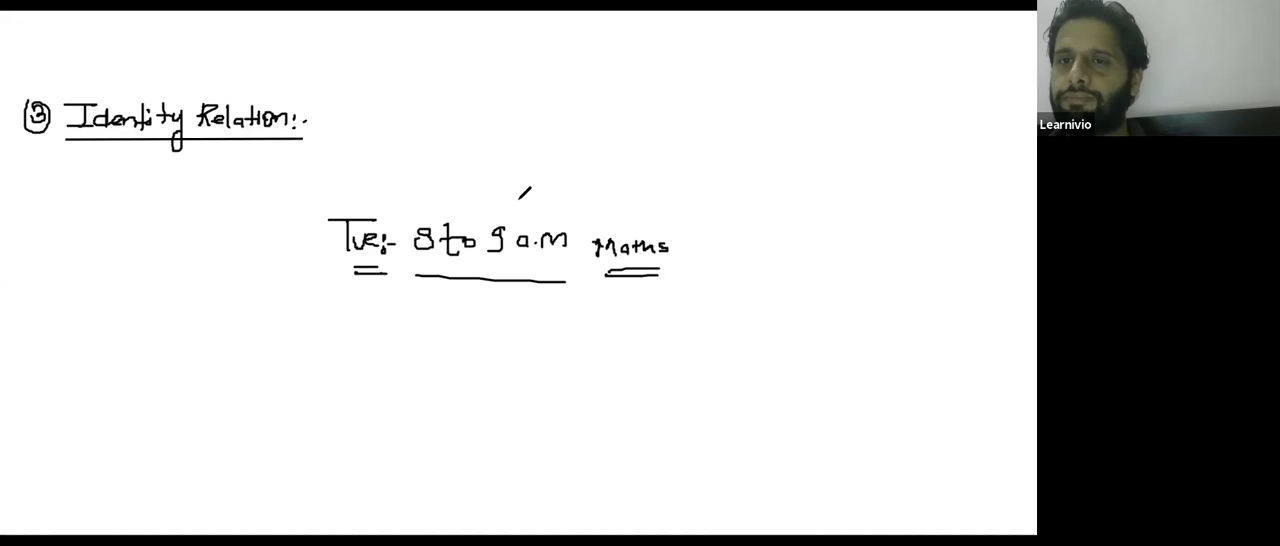 ③ Identity Relation:.
Tue:- 8 to 9 a.m Maths
Learnivio